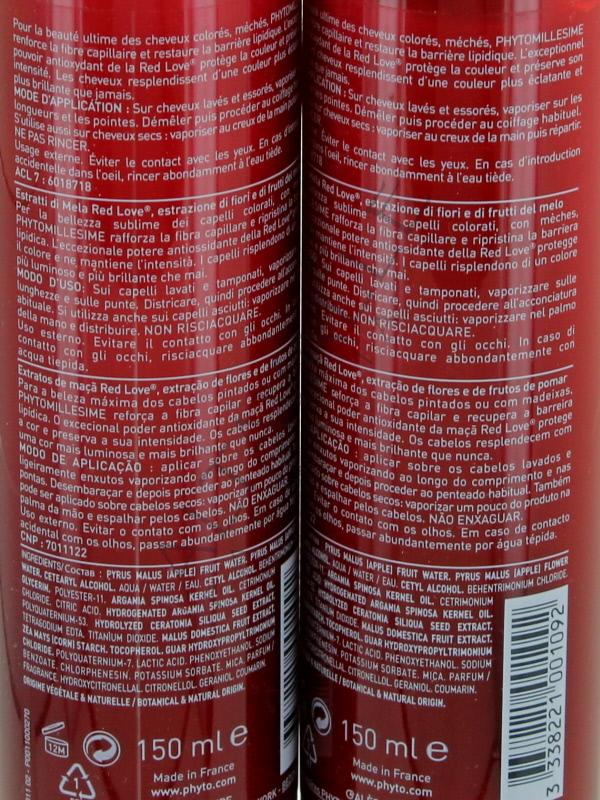 Pour la beauté ultime des cheveux colorés, méchés, PHYTOMILLESIME
renforce la fibre capillaire et restaure la barrière lipidique. L'exceptionnel
pouvoir antioxydant de la Red Love® protège la couleur et préserve son
intensité. Les cheveux resplendissent d'une couleur plus éclatante et
plus brillante que jamais.
MODE D'APPLICATION : Sur cheveux lavés et essorés, vaporiser sur les
longueurs et les pointes. Démêler puis procéder au coiffage habituel.
S'utilise aussi sur cheveux secs : vaporiser au creux de la main puis répartir.
NE PAS RINCER.
Usage externe. Éviter le contact avec les yeux. En cas d'introduction
accidentelle dans l'oeil, rincer abondamment à l'eau tiède.
ACL 7 : 6018718
Estratti di Mela Red Love®, estrazione di fiori e di frutti del melo
Per la bellezza sublime dei capelli colorati, con mèches,
PHYTOMILLESIME rafforza la fibra capillare e ripristina la barriera
lipidica. L'eccezionale potere antiossidante della Red Love® protegge
il colore e ne mantiene l'intensità. I capelli risplendono di un colore
più luminoso e più brillante che mai.
MODO D'USO: Sui capelli lavati e tamponati, vaporizzare sulle
lunghezze e sulle punte. Districare, quindi procedere all'acconciatura
abituale. Si utilizza anche sui capelli asciutti: vaporizzare nel palmo
della mano e distribuire. NON RISCIACQUARE.
Uso esterno. Evitare il contatto con gli occhi. In caso di
contatto con gli occhi, risciacquare abbondantemente con
acqua tiepida.
Extratos de maçã Red Love®, extração de flores e de frutos de pomar
Para a beleza máxima dos cabelos pintados ou com madeixas,
PHYTOMILLESIME reforça a fibra capilar e recupera a barreira
lipídica. O excecional poder antioxidante da maçã Red Love® protege
a cor e preserva a sua intensidade. Os cabelos resplendecem com
uma cor mais luminosa e mais brilhante que nunca.
MODO DE APLICAÇÃO : aplicar sobre os cabelos lavados e
ligeiramente enxutos vaporizando ao longo do comprimento e nas
pontas. Desembaraçar e depois proceder ao penteado habitual. Também
pode ser aplicado sobre cabelos secos: vaporizar um pouco do produto na
palma da mão e espalhar pelos cabelos. NÃO ENXAGUAR.
Uso externo. Evitar o contato com os olhos. Em caso de contacto
acidental com os olhos, passar abundantemente por água tépida.
CNP : 7011122
INGREDIENTS/Состав : PYRUS MALUS (APPLE) FRUIT WATER. PYRUS MALUS (APPLE) FLOWER
WATER. CETEARYL ALCOHOL. AQUA / WATER / EAU. CETYL ALCOHOL. BEHENTRIMONIUM CHLORIDE.
GLYCERIN. POLYESTER-11. ARGANIA SPINOSA KERNEL OIL. CETRIMONIUM
CHLORIDE. CITRIC ACID. HYDROGENATED ARGANIA SPINOSA KERNEL OIL.
POLYQUATERNIUM-53. HYDROLYZED CERATONIA SILIQUA SEED EXTRACT.
TETRASODIUM EDTA. TITANIUM DIOXIDE. MALUS DOMESTICA FRUIT EXTRACT.
ZEA MAYS (CORN) STARCH. TOCOPHEROL. GUAR HYDROXYPROPYLTRIMONIUM
CHLORIDE. POLYQUATERNIUM-7. LACTIC ACID. PHENOXYETHANOL. SODIUM
BENZOATE. CHLORPHENESIN. POTASSIUM SORBATE. MICA. PARFUM /
FRAGRANCE. HYDROXYCITRONELLAL. CITRONELLOL. GERANIOL. COUMARIN.
ORIGINE VÉGÉTALE & NATURELLE / BOTANICAL & NATURAL ORIGIN.
12M
150 ml e
Made in France
www.phyto.com
150 ml e
Made in France
www.phyto.com
3 338221 001092